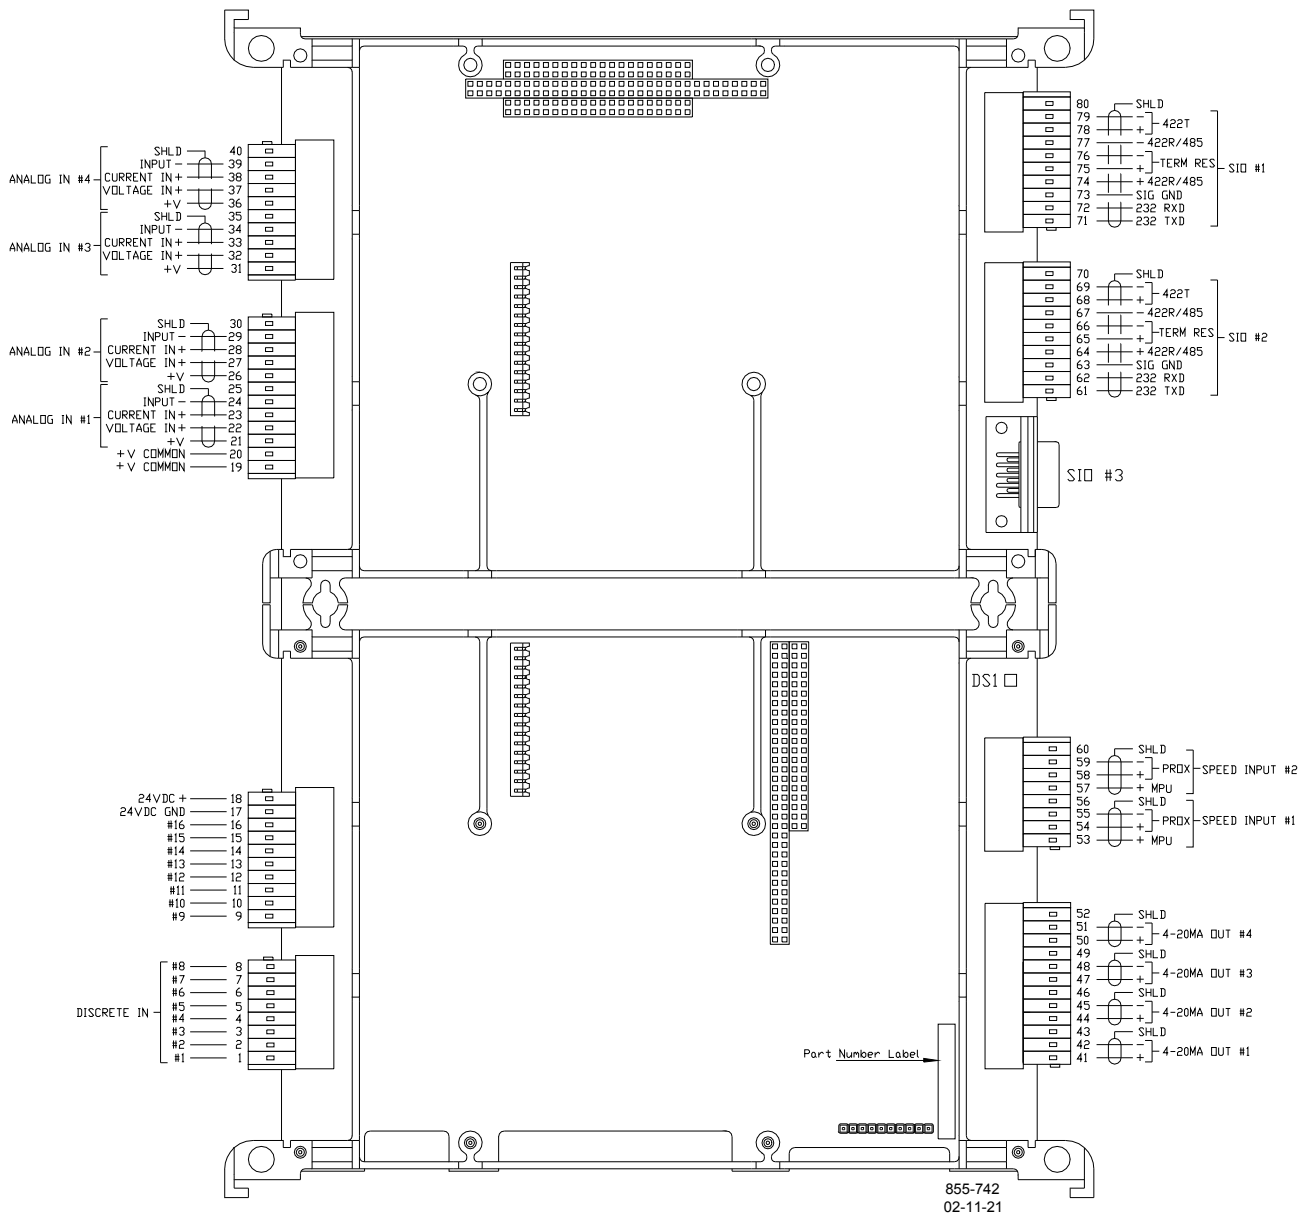 SHLD 40
INPUT - 39
CURRENT IN+ 38
VOLTAGE IN+ 37
+V 36
ANALOG IN #4
SHLD 35
INPUT - 34
CURRENT IN+ 33
VOLTAGE IN+ 32
+V 31
ANALOG IN #3
SHLD 30
INPUT - 29
CURRENT IN+ 28
VOLTAGE IN+ 27
+V 26
ANALOG IN #2
SHLD 25
INPUT - 24
CURRENT IN+ 23
VOLTAGE IN+ 22
+V 21
ANALOG IN #1
+V COMMON 20
+V COMMON 19
24VDC + 18
24VDC GND 17
#16 16
#15 15
#14 14
#13 13
#12 12
#11 11
#10 10
#9 9
#8 8
#7 7
#6 6
#5 5
#4 4
#3 3
#2 2
#1 1
DISCRETE IN
80 SHLD
79 -
78 +
422T
77 - 422R/485
76 -
75 +
TERM RES
74 + 422R/485
73 SIG GND
72 232 RXD
71 232 TXD
SIO #1
70 SHLD
69 -
68 +
422T
67 - 422R/485
66 -
65 +
TERM RES
64 + 422R/485
63 SIG GND
62 232 RXD
61 232 TXD
SIO #2
SIO #3
DS1
60 SHLD
59 -
58 +
PROX
57 + MPU
SPEED INPUT #2
56 SHLD
55 -
54 +
PROX
53 + MPU
SPEED INPUT #1
52 SHLD
51 -
50 +
4-20MA OUT #4
49 SHLD
48 -
47 +
4-20MA OUT #3
46 SHLD
45 -
44 +
4-20MA OUT #2
43 SHLD
42 -
41 +
4-20MA OUT #1
Part Number Label
855-742
02-11-21